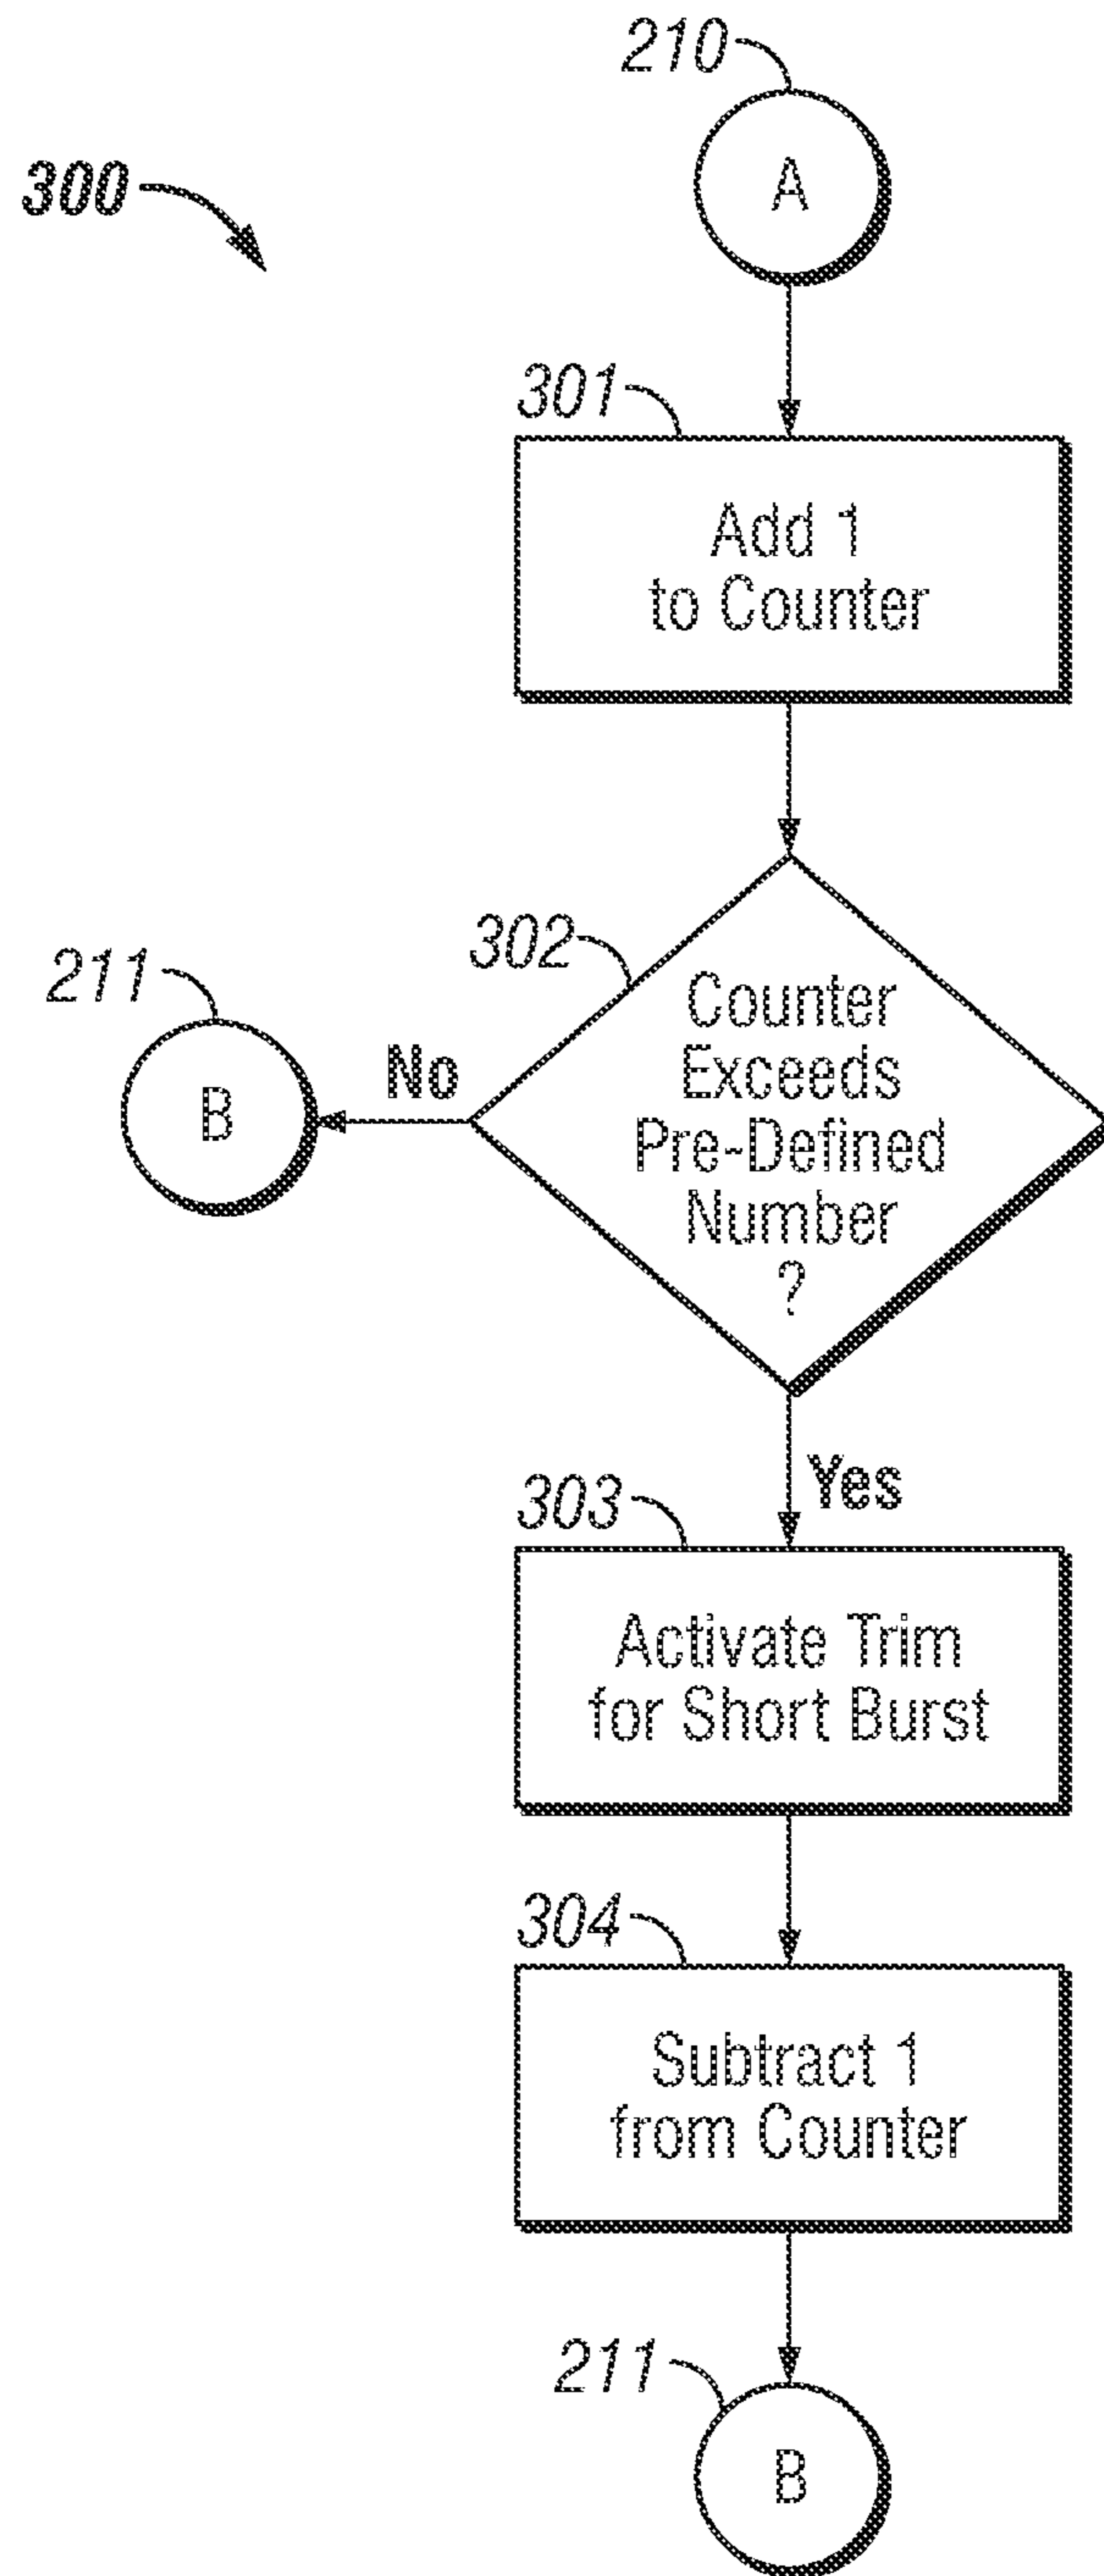 210
A
300
301
Add 1
to Counter
302
Counter
Exceeds
Pre-Defined
Number
?
211
B
No
Yes
303
Activate Trim
for Short Burst
304
Subtract 1
from Counter
211
B